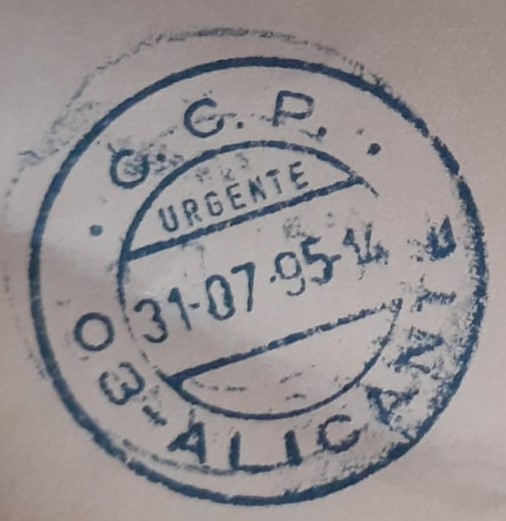 G.G.P.
URGENTE
31-07-95-14
03-ALICANTE